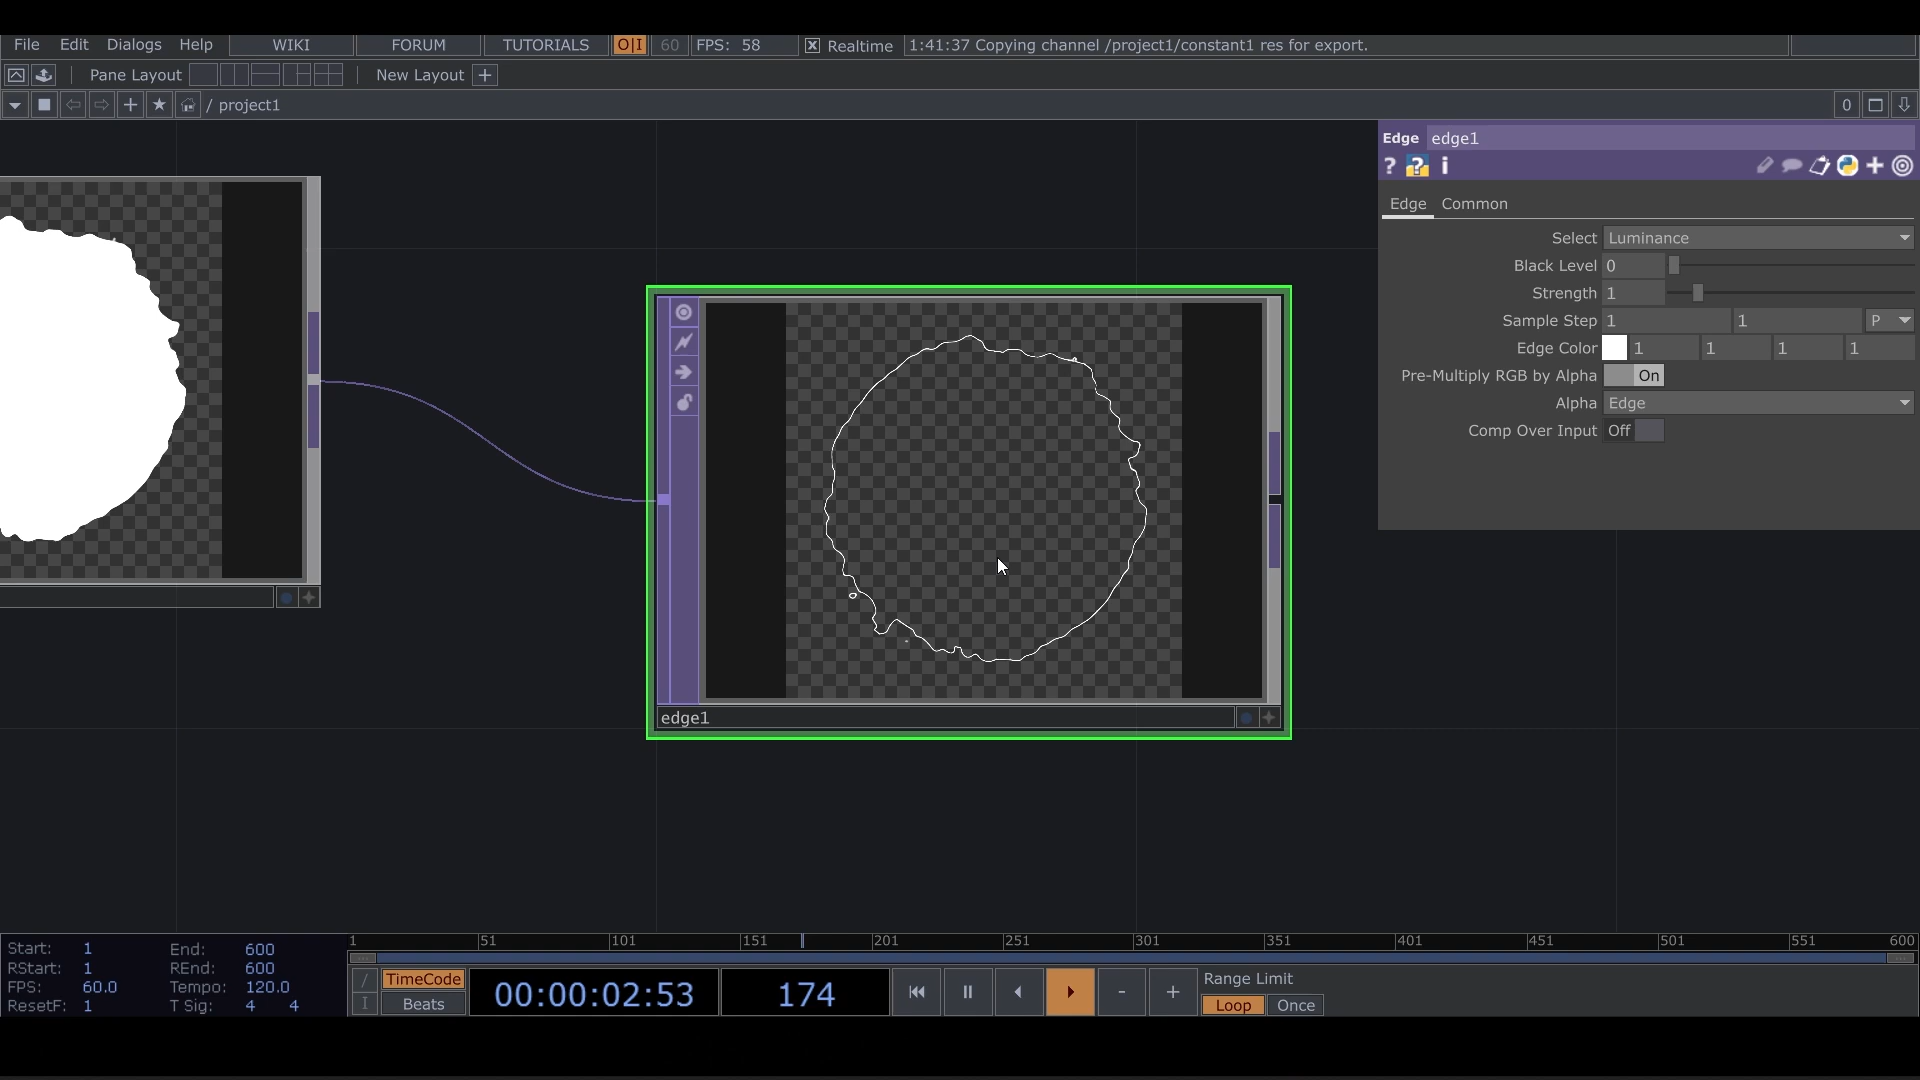 File Edit Dialogs Help WIKI FORUM TUTORIALS O|I 60 FPS: 58 Realtime 1:41:37 Copying channel /project1/constant1 res for export.
Pane Layout New Layout +
/ project1 0
Edge edge1
? ? i
Edge Common
Select Luminance
Black Level 0
Strength 1
Sample Step 1 1 P
Edge Color 1 1 1 1
Pre-Multiply RGB by Alpha On
Alpha Edge
Comp Over Input Off
edge1
1 51 101 151 201 251 301 351 401 451 501 551 600
Start: 1 End: 600
RStart: 1 REnd: 600
FPS: 60.0 Tempo: 120.0
ResetF: 1 T Sig: 4 4
/ TimeCode
I Beats
00:00:02:53 174 - +
Range Limit
Loop Once